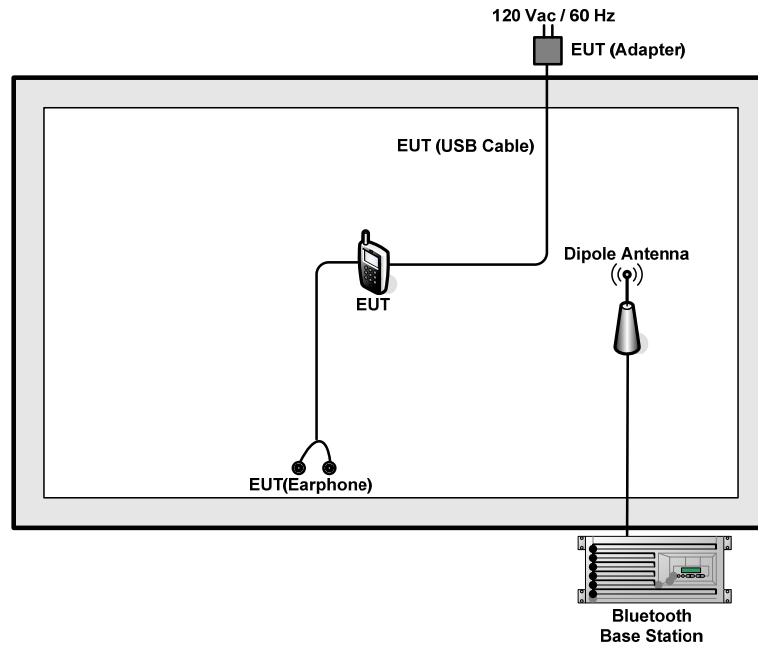 120 Vac / 60 Hz
EUT (Adapter)
EUT (USB Cable)
Dipole Antenna
EUT
EUT(Earphone)
Bluetooth
Base Station